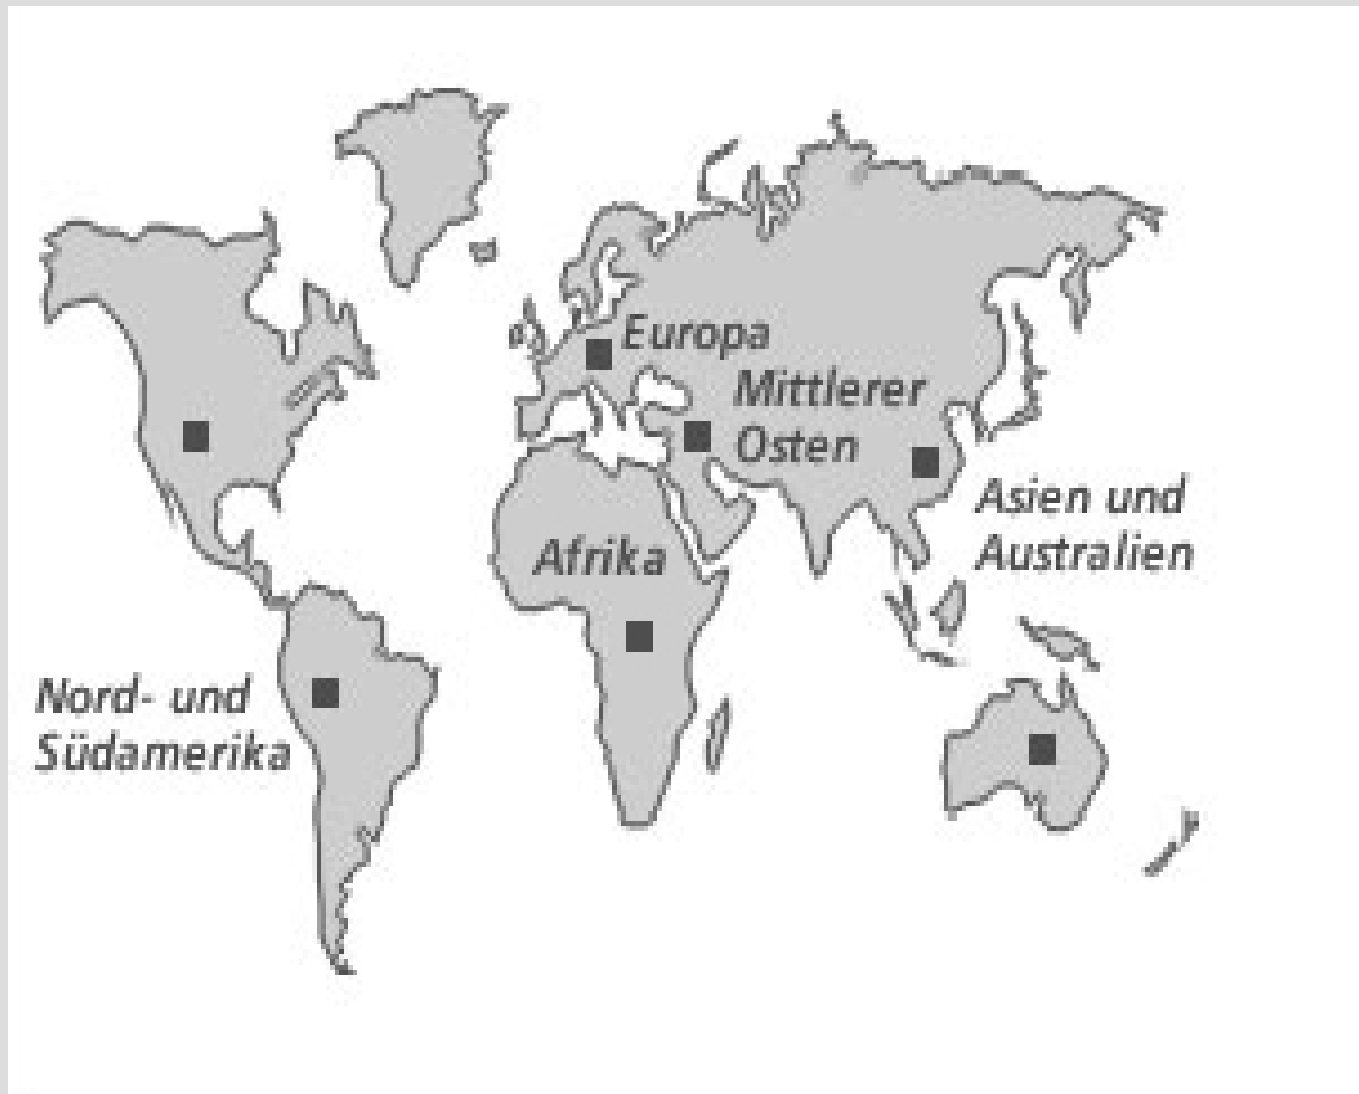 Europa
Mittlerer
Osten
Asien und
Australien
Afrika
Nord- und
Südamerika